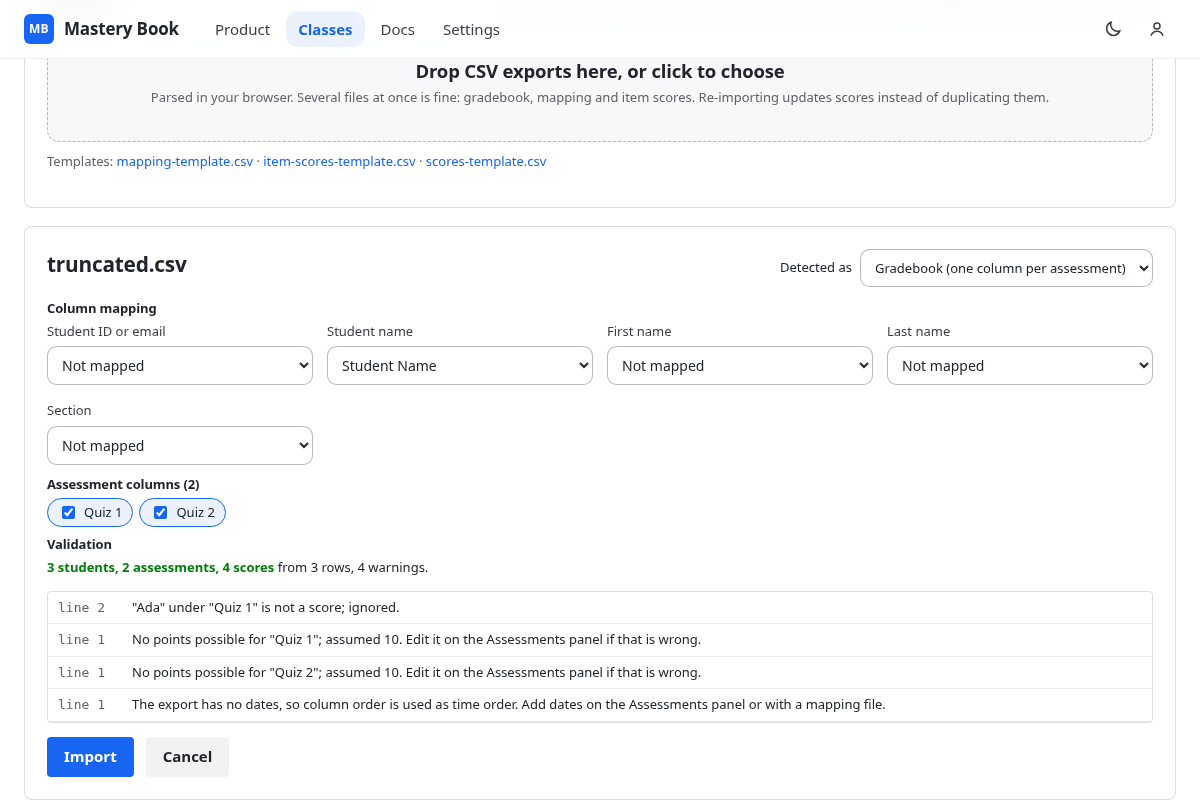 MB Mastery Book Product Classes Docs Settings
Drop CSV exports here, or click to choose
Parsed in your browser. Several files at once is fine: gradebook, mapping and item scores. Re-importing updates scores instead of duplicating them.
Templates: mapping-template.csv · item-scores-template.csv · scores-template.csv
truncated.csv
Detected as Gradebook (one column per assessment)
Column mapping
Student ID or email Student name First name Last name
Not mapped Student Name Not mapped Not mapped
Section
Not mapped
Assessment columns (2)
Quiz 1 Quiz 2
Validation
3 students, 2 assessments, 4 scores from 3 rows, 4 warnings.
line 2 "Ada" under "Quiz 1" is not a score; ignored.
line 1 No points possible for "Quiz 1"; assumed 10. Edit it on the Assessments panel if that is wrong.
line 1 No points possible for "Quiz 2"; assumed 10. Edit it on the Assessments panel if that is wrong.
line 1 The export has no dates, so column order is used as time order. Add dates on the Assessments panel or with a mapping file.
Import Cancel